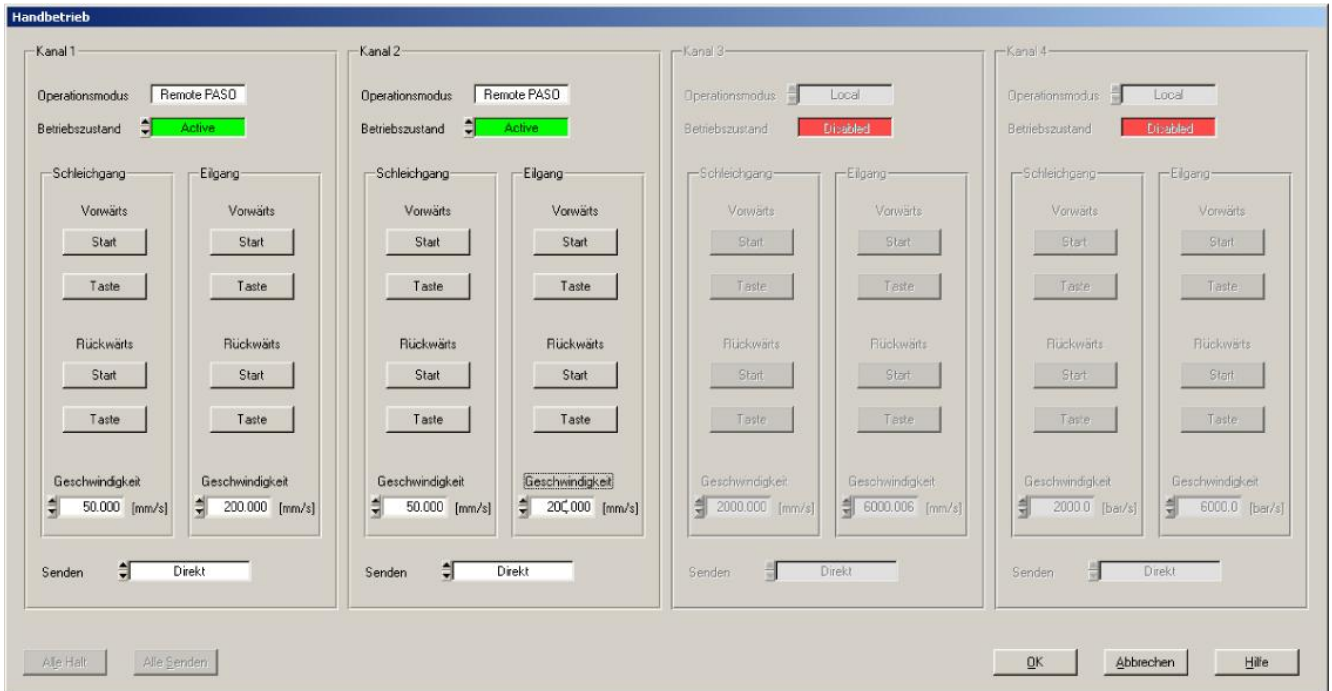 Handbetrieb
Kanal 1
Operationsmodus Remote PASO
Betriebszustand Active
Schleichgang
Vorwärts
Start
Taste
Rückwärts
Start
Taste
Geschwindigkeit
50.000 [mm/s]
Eilgang
Vorwärts
Start
Taste
Rückwärts
Start
Taste
Geschwindigkeit
200.000 [mm/s]
Senden Direkt
Kanal 2
Operationsmodus Remote PASO
Betriebszustand Active
Schleichgang
Vorwärts
Start
Taste
Rückwärts
Start
Taste
Geschwindigkeit
50.000 [mm/s]
Eilgang
Vorwärts
Start
Taste
Rückwärts
Start
Taste
Geschwindigkeit
200.000 [mm/s]
Senden Direkt
Kanal 3
Operationsmodus Local
Betriebszustand Disabled
Schleichgang
Vorwärts
Start
Taste
Rückwärts
Start
Taste
Geschwindigkeit
2000.000 [mm/s]
Eilgang
Vorwärts
Start
Taste
Rückwärts
Start
Taste
Geschwindigkeit
6000.006 [mm/s]
Senden Direkt
Kanal 4
Operationsmodus Local
Betriebszustand Disabled
Schleichgang
Vorwärts
Start
Taste
Rückwärts
Start
Taste
Geschwindigkeit
2000.0 [bar/s]
Eilgang
Vorwärts
Start
Taste
Rückwärts
Start
Taste
Geschwindigkeit
6000.0 [bar/s]
Senden Direkt
Alle Halt
Alle Senden
OK
Abbrechen
Hilfe